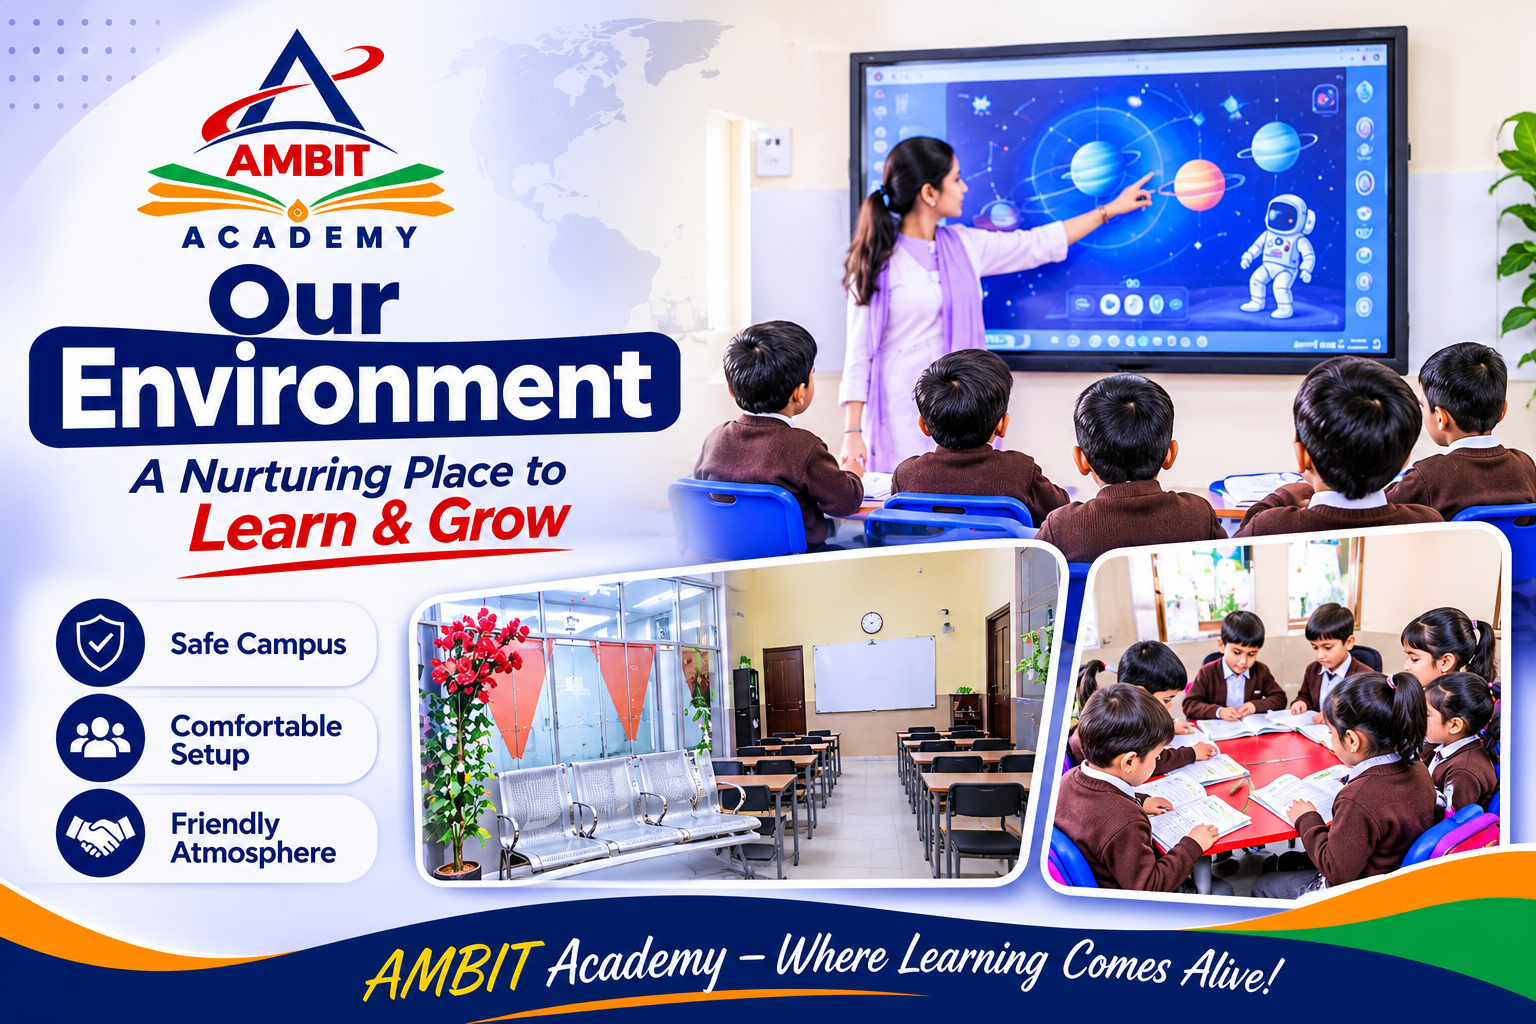 AMBIT
ACADEMY
Our
Environment
A Nurturing Place to
Learn & Grow
Safe Campus
Comfortable
Setup
Friendly
Atmosphere
AMBIT Academy – Where Learning Comes Alive!